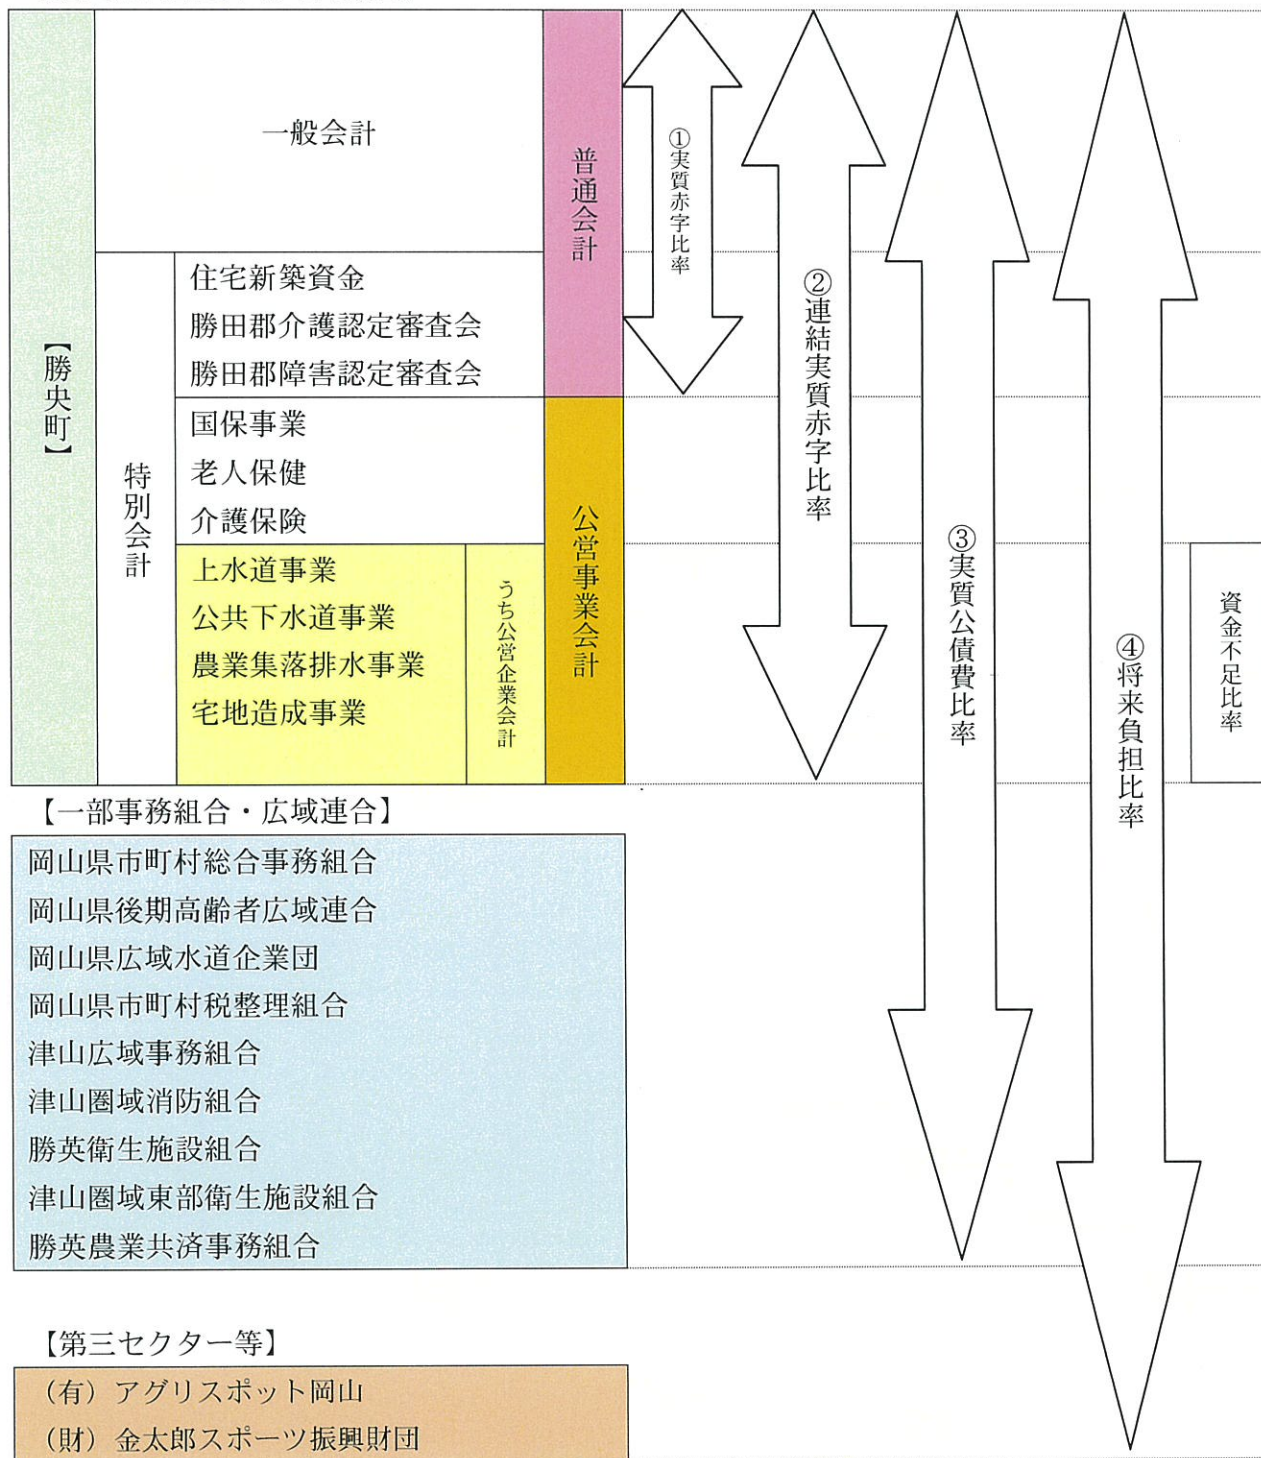 【勝央町】
一般会計
特別会計
住宅新築資金
勝田郡介護認定審査会
勝田郡障害認定審査会
国保事業
老人保健
介護保険
上水道事業
公共下水道事業
農業集落排水事業
宅地造成事業
うち公営企業会計
普通会計
公営事業会計
①実質赤字比率
②連結実質赤字比率
③実質公債費比率
④将来負担比率
資金不足比率
【一部事務組合・広域連合】
岡山県市町村総合事務組合
岡山県後期高齢者広域連合
岡山県広域水道企業団
岡山県市町村税整理組合
津山広域事務組合
津山圏域消防組合
勝英衛生施設組合
津山圏域東部衛生施設組合
勝英農業共済事務組合
【第三セクター等】
（有）アグリスポット岡山
（財）金太郎スポーツ振興財団